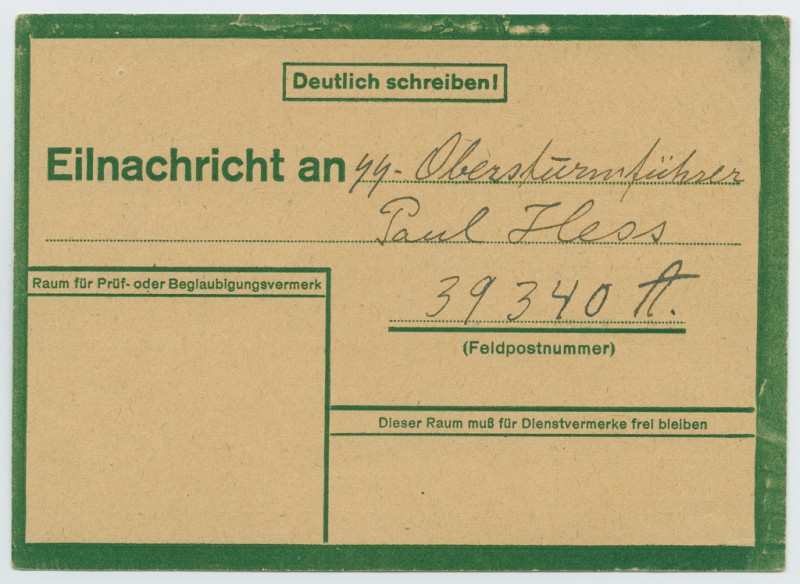 Deutlich schreiben!
Eilnachricht an SS-Obersturmführer
Paul Hess
Raum für Prüf- oder Beglaubigungsvermerk
39340 A.
(Feldpostnummer)
Dieser Raum muß für Dienstvermerke frei bleiben